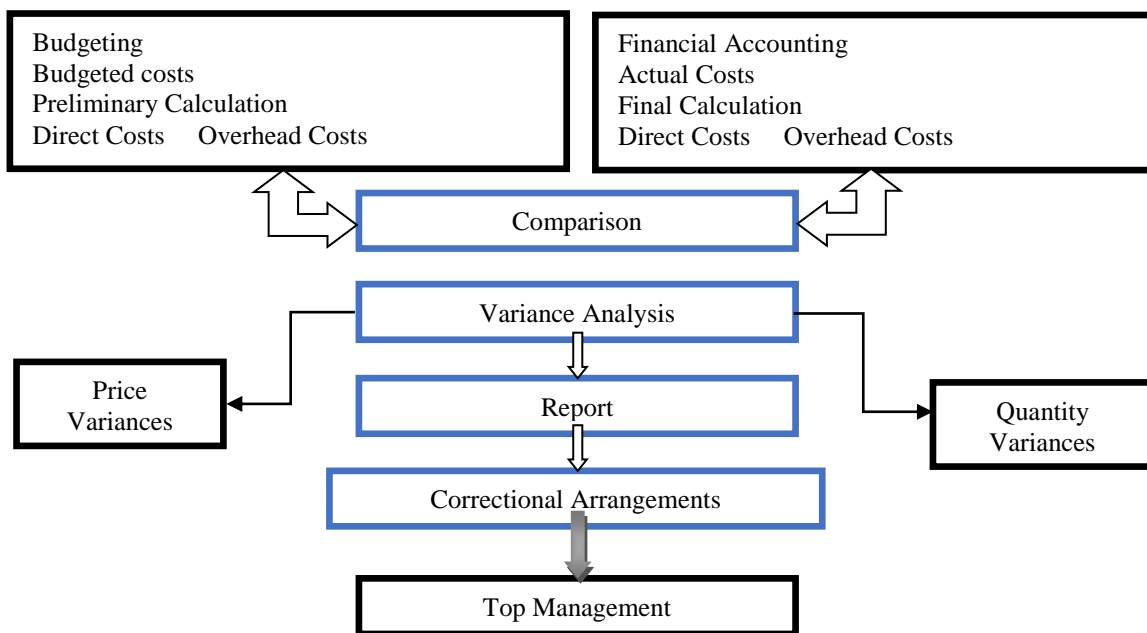 Budgeting
Budgeted costs
Preliminary Calculation
Direct Costs Overhead Costs
Financial Accounting
Actual Costs
Final Calculation
Direct Costs Overhead Costs
Comparison
Variance Analysis
Price
Variances
Report
Quantity
Variances
Correctional Arrangements
Top Management